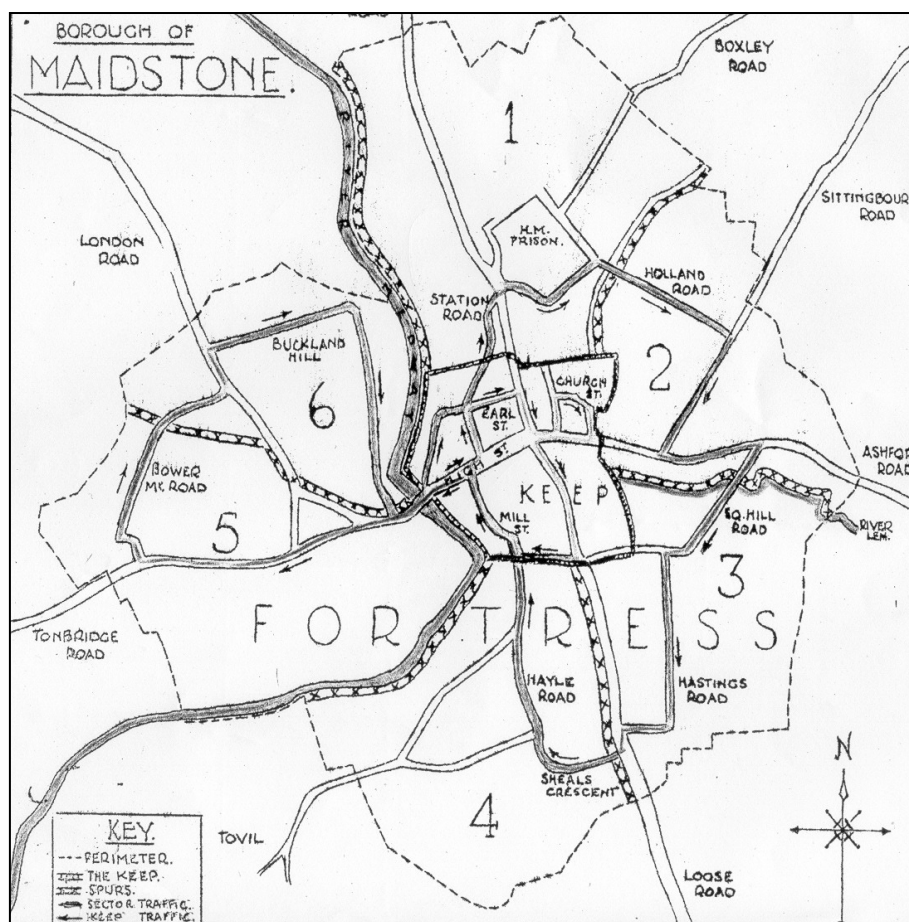 BOROUGH OF
MAIDSTONE.
ROAD
BOXLEY
ROAD
1
SITTINGBOUR
ROAD
H.M.
PRISON.
LONDON
ROAD
HOLLAND
ROAD
STATION
ROAD
BUCKLAND
HILL
6
2
CHURCH
ST.
EARL
ST.
HIGH ST.
ASHFOR
ROAD
BOWER
MT. ROAD
KEEP
5
MILL
ST.
SQ. HILL
ROAD
RIVER
LEN.
3
FORTRESS
TONBRIDGE
ROAD
HAYLE
ROAD
HASTINGS
ROAD
N
SHEALS
CRESCENT
4
TOVIL
LOOSE
ROAD
KEY.
PERIMETER.
THE KEEP.
SPURS.
SECTOR TRAFFIC.
KEEP TRAFFIC.